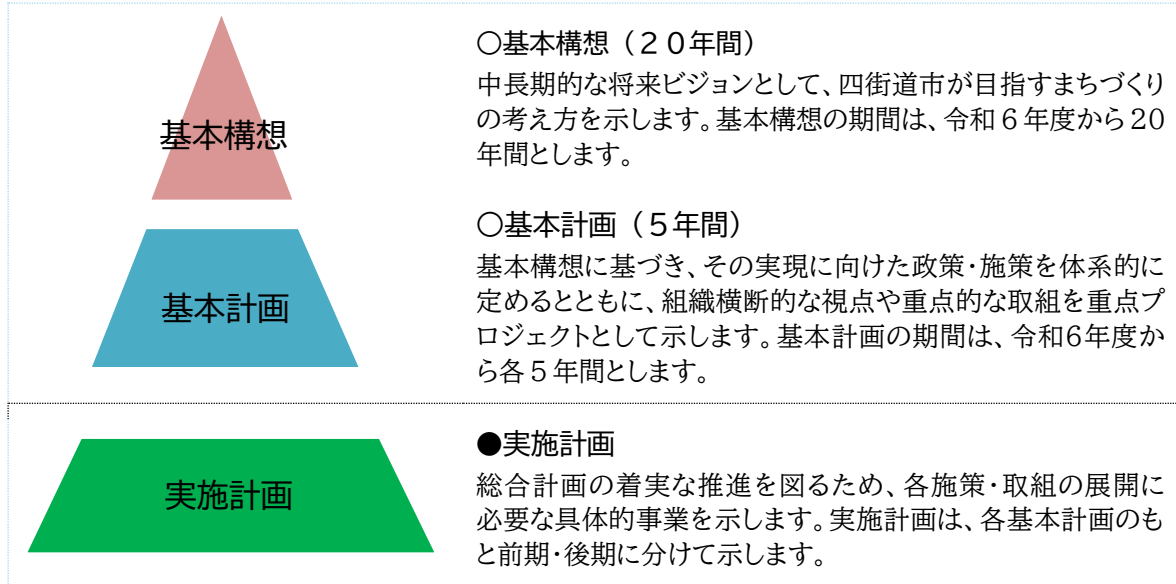 基本構想
○基本構想（２０年間）
中長期的な将来ビジョンとして、四街道市が目指すまちづくり
の考え方を示します。基本構想の期間は、令和６年度から20
年間とします。
基本計画
○基本計画（５年間）
基本構想に基づき、その実現に向けた政策・施策を体系的に
定めるとともに、組織横断的な視点や重点的な取組を重点プ
ロジェクトとして示します。基本計画の期間は、令和6年度か
ら各５年間とします。
実施計画
●実施計画
総合計画の着実な推進を図るため、各施策・取組の展開に
必要な具体的事業を示します。実施計画は、各基本計画のも
と前期・後期に分けて示します。